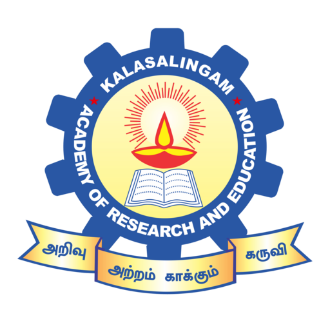 KALASALINGAM
ACADEMY OF RESEARCH AND EDUCATION
அறிவு அற்றம் காக்கும் கருவி